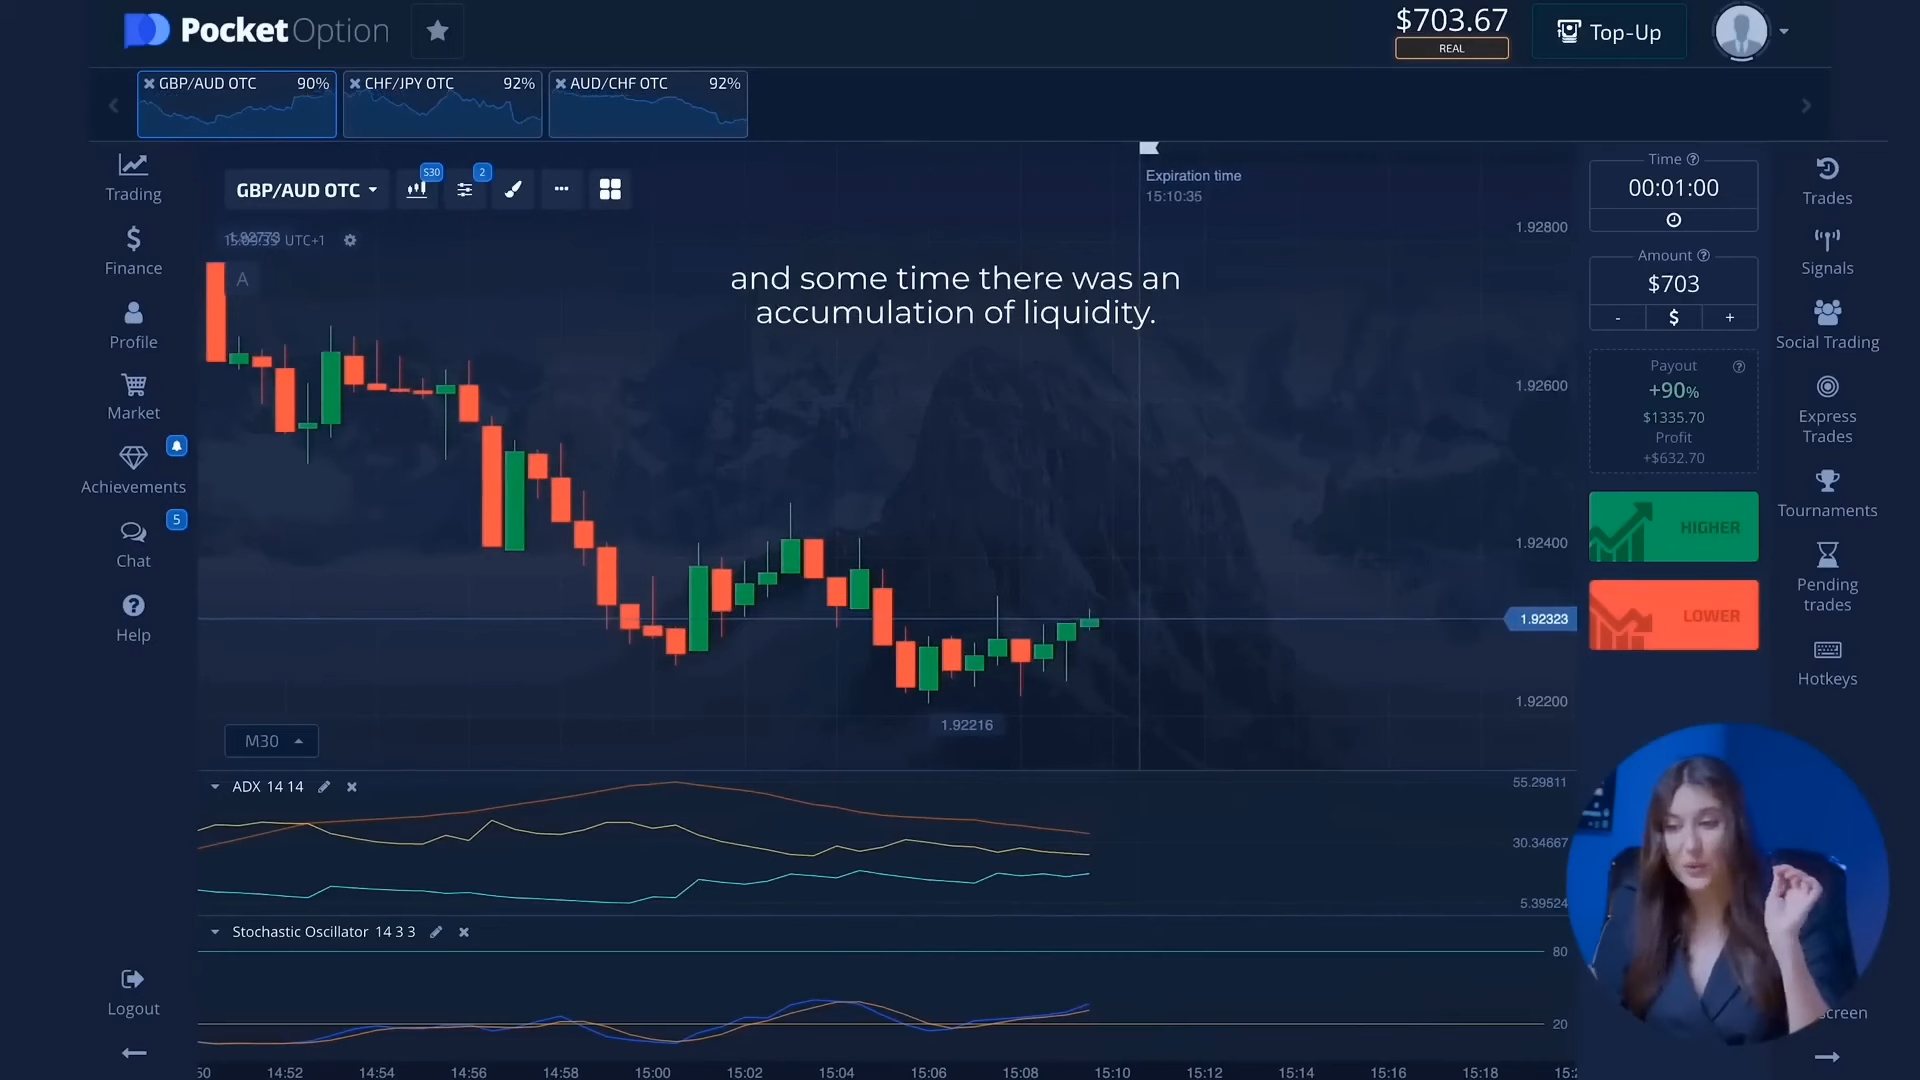 PocketOption
$703.67
REAL
Top-Up
GBP/AUD OTC 90%
CHF/JPY OTC 92%
AUD/CHF OTC 92%
Trading
Finance
Profile
Market
Achievements
5
Chat
Help
Logout
GBP/AUD OTC
S30
2
UTC+1
A
Expiration time
15:10:35
and some time there was an
accumulation of liquidity.
1.92800
1.92600
1.92400
1.92323
1.92200
1.92216
M30
ADX 14 14
55.29811
30.34667
5.39524
Stochastic Oscillator 14 3 3
80
20
14:52
14:54
14:56
14:58
15:00
15:02
15:04
15:06
15:08
15:10
15:12
15:14
15:16
15:18
Time
00:01:00
Amount
$703
- $ +
Payout
+90%
$1335.70
Profit
+$632.70
HIGHER
LOWER
Trades
Signals
Social Trading
Express
Trades
Tournaments
Pending
trades
Hotkeys
screen